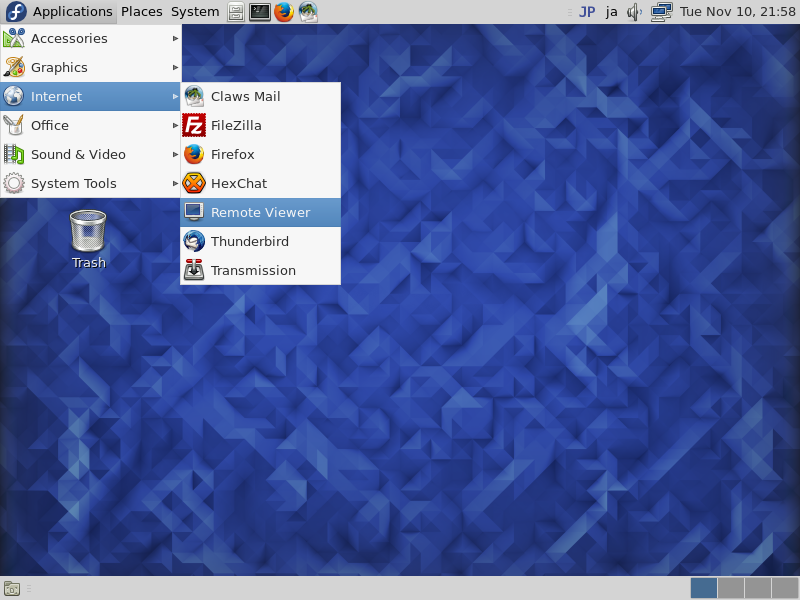 Applications Places System JP ja Tue Nov 10, 21:58
Accessories
Graphics
Internet
Office
Sound & Video
System Tools
Claws Mail
FileZilla
Firefox
HexChat
Remote Viewer
Thunderbird
Transmission
Trash